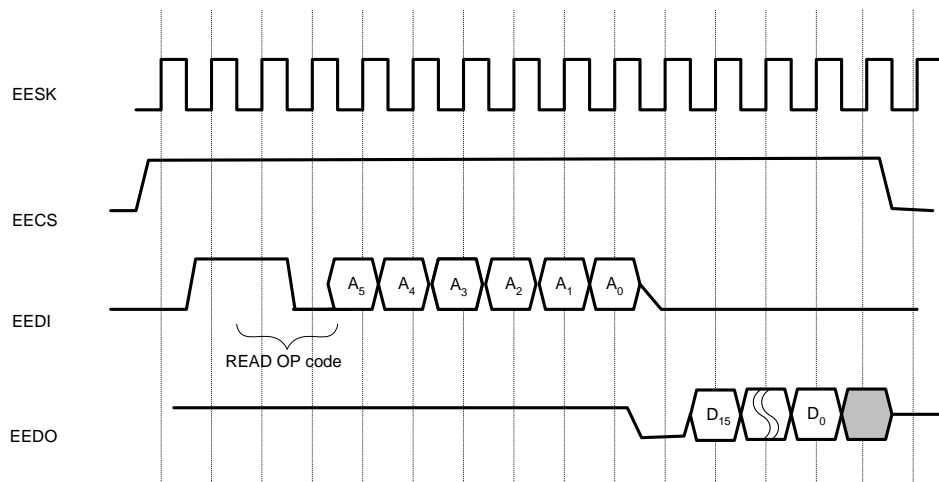 EESK
EECS
A5 A4 A3 A2 A1 A0
EEDI
READ OP code
D15 D0
EEDO